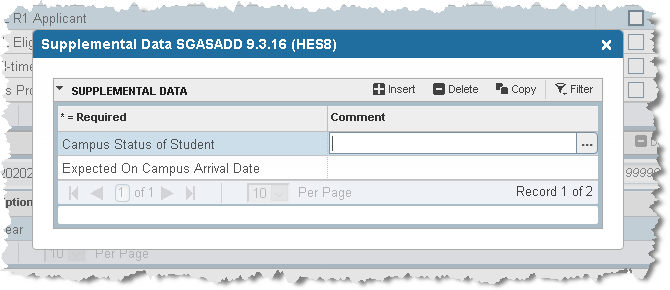 R1 Applicant
Supplemental Data SGASADD 9.3.16 (HES8)
SUPPLEMENTAL DATA Insert Delete Copy Filter
* = Required Comment
Campus Status of Student ...
Expected On Campus Arrival Date
1 of 1 10 Per Page Record 1 of 2
10 Per Page